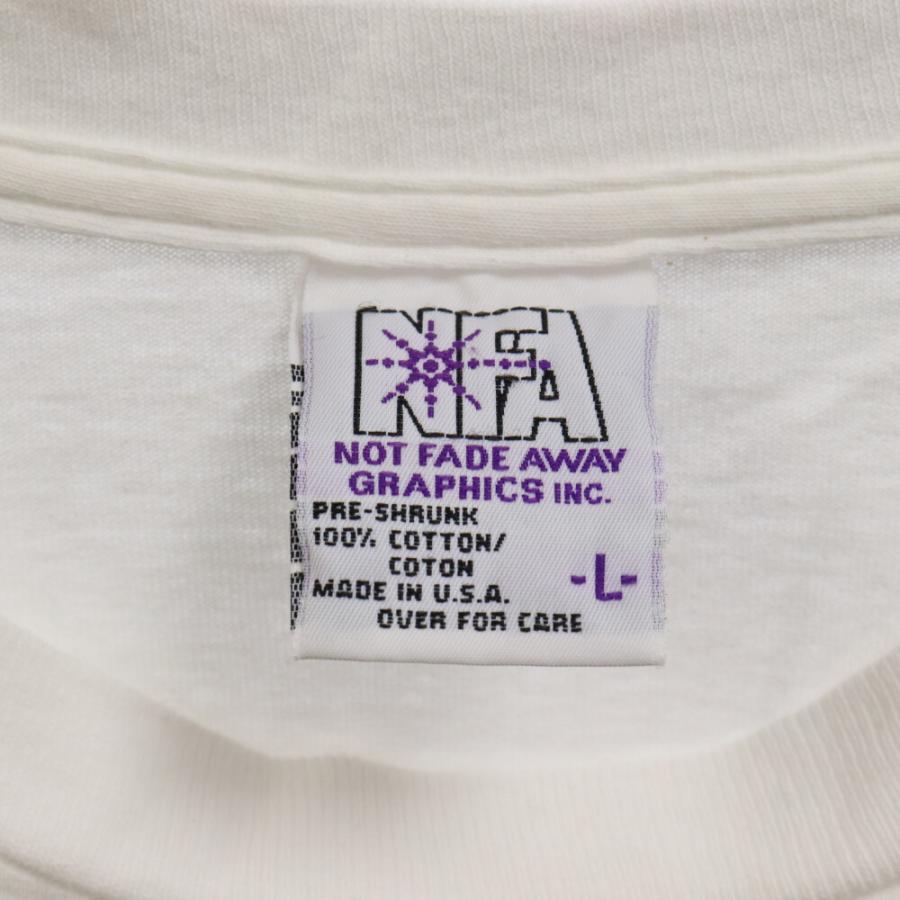 NFA
NOT FADE AWAY
GRAPHICS INC.
PRE-SHRUNK
100% COTTON/
COTON
-L-
MADE IN U.S.A.
OVER FOR CARE